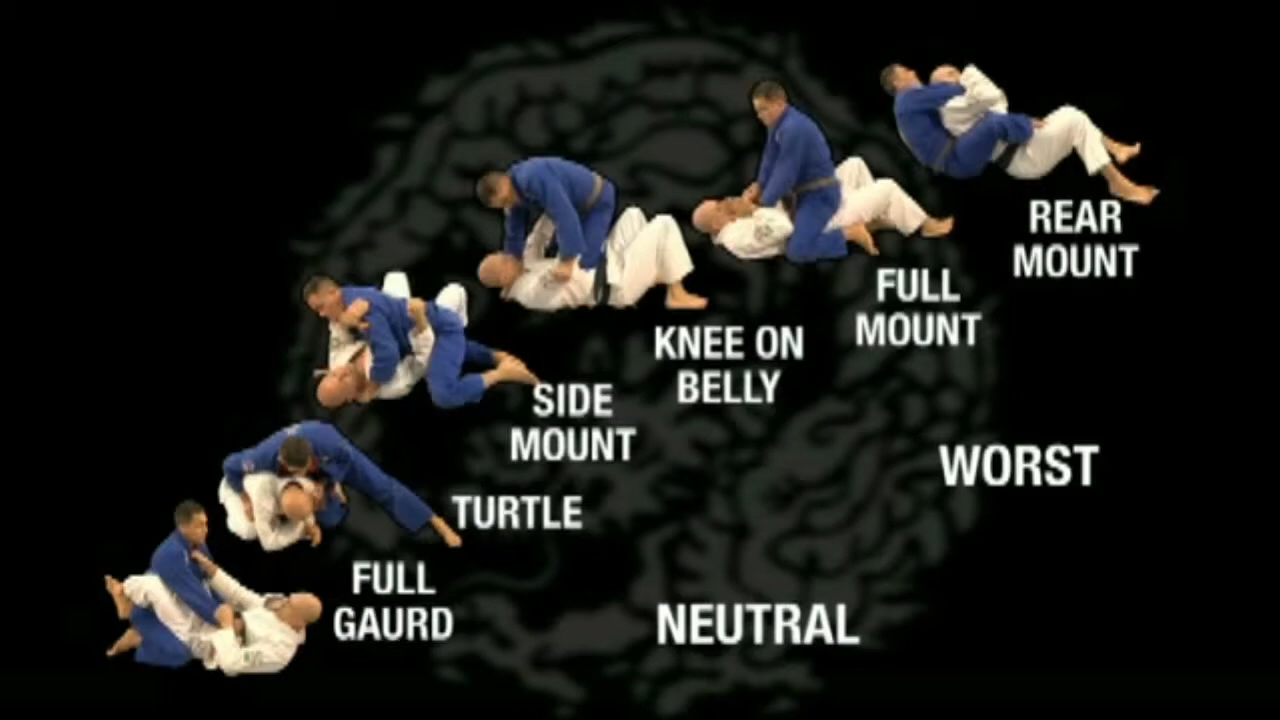 REAR
MOUNT
FULL
MOUNT
KNEE ON
BELLY
SIDE
MOUNT
WORST
TURTLE
FULL
GAURD
NEUTRAL